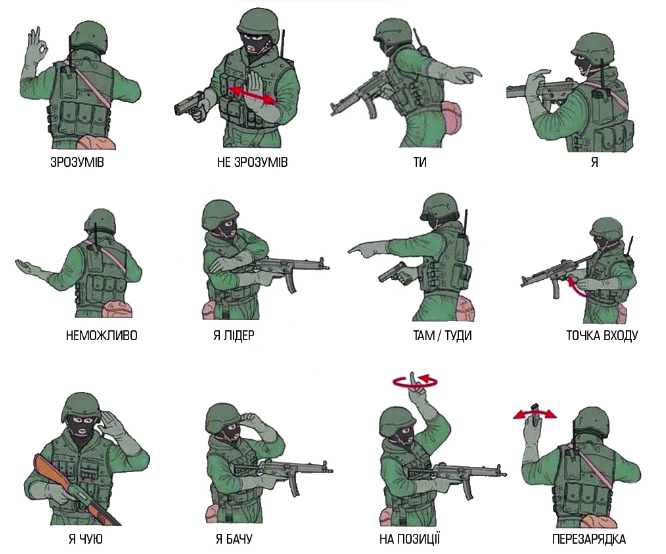 ЗРОЗУМІВ
НЕ ЗРОЗУМІВ
ТИ
Я
НЕМОЖЛИВО
Я ЛІДЕР
ТАМ / ТУДИ
ТОЧКА ВХОДУ
Я ЧУЮ
Я БАЧУ
НА ПОЗИЦІЇ
ПЕРЕЗАРЯДКА